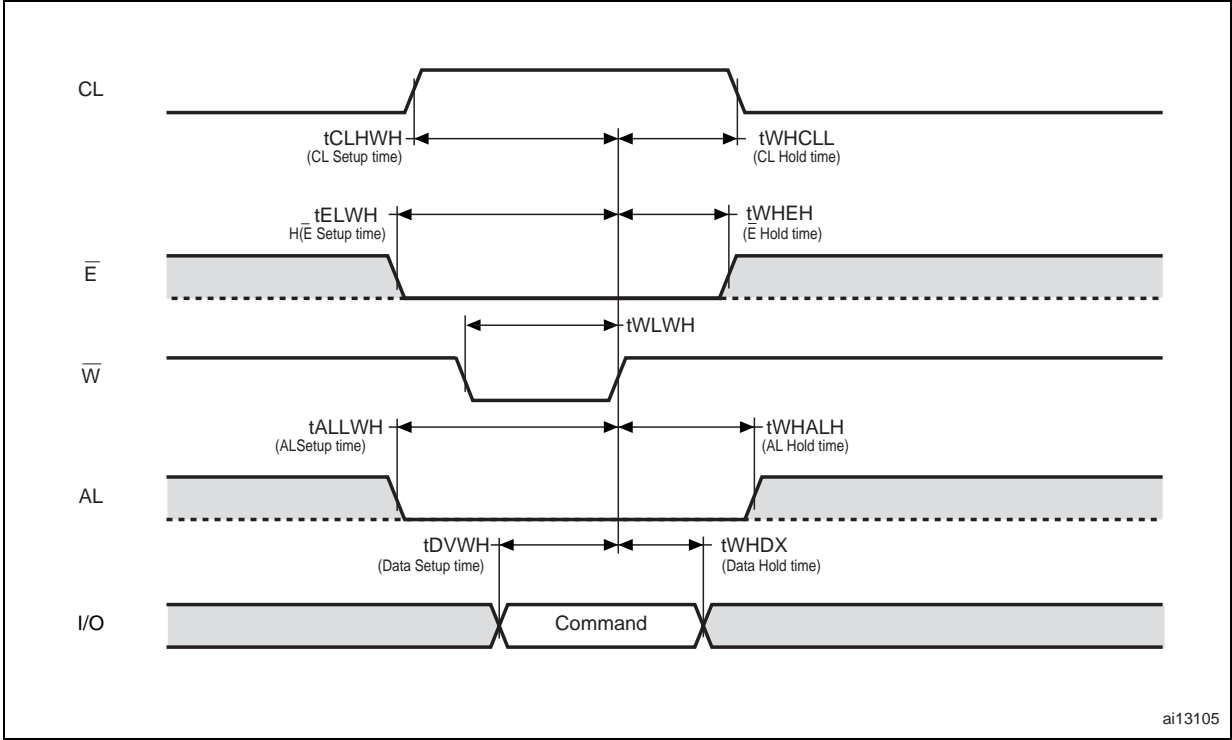 CL
tCLHWH
(CL Setup time)
tWHCLL
(CL Hold time)
tELWH
H(E̅ Setup time)
tWHEH
(E̅ Hold time)
E̅
tWLWH
W̅
tALLWH
(ALSetup time)
tWHALH
(AL Hold time)
AL
tDVWH
(Data Setup time)
tWHDX
(Data Hold time)
I/O
Command
ai13105